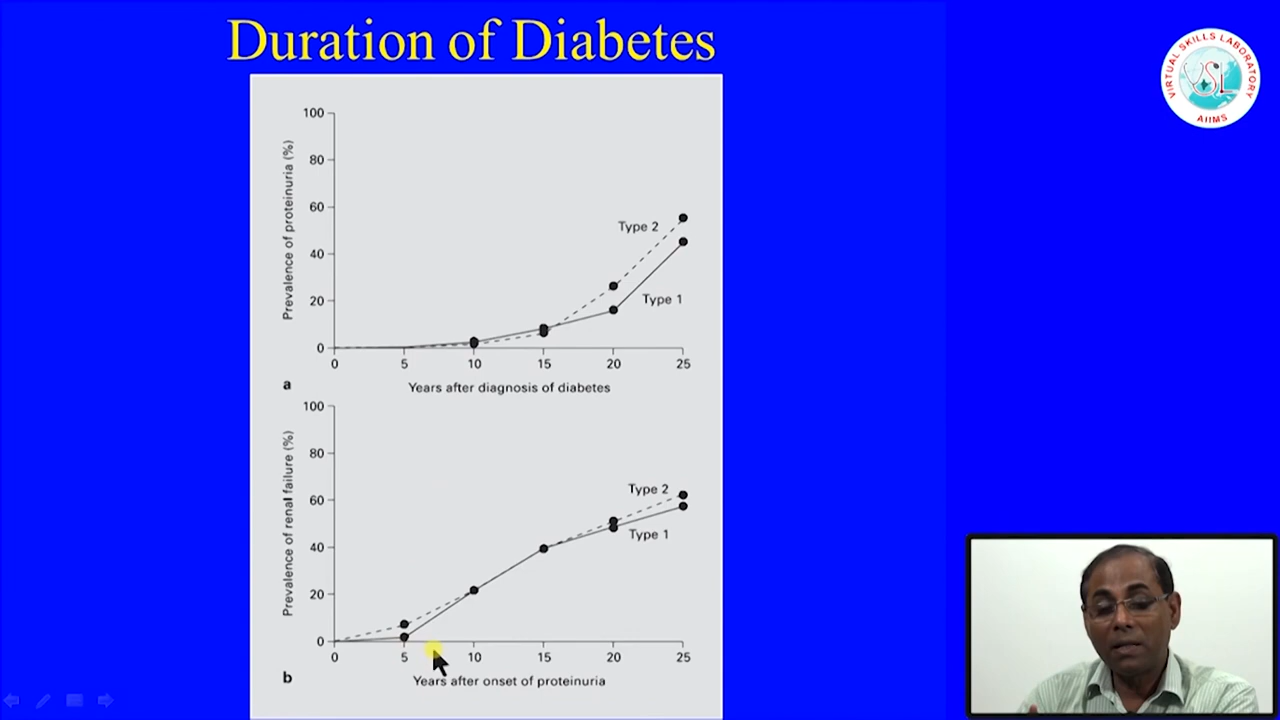 Duration of Diabetes
VIRTUAL SKILLS LABORATORY
VSL
AIIMS
100
80
60
40
20
0
Prevalence of proteinuria (%)
Type 2
Type 1
0 5 10 15 20 25
a
Years after diagnosis of diabetes
100
80
60
40
20
0
Prevalence of renal failure (%)
Type 2
Type 1
0 5 10 15 20 25
b
Years after onset of proteinuria